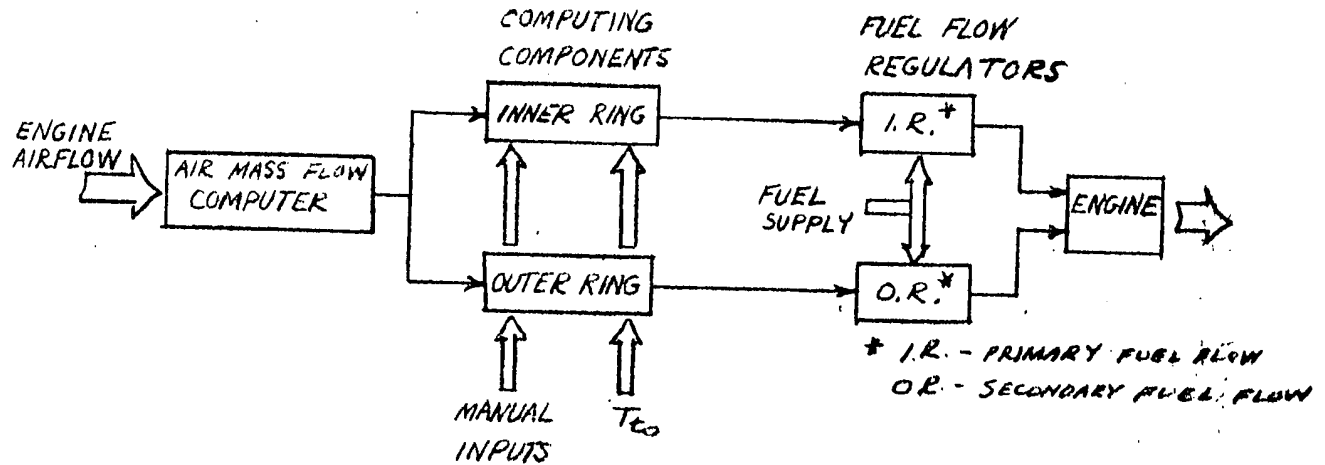 COMPUTING
COMPONENTS
FUEL FLOW
REGULATORS
ENGINE
AIRFLOW
AIR MASS FLOW
COMPUTER
INNER RING
I.R.*
FUEL
SUPPLY
ENGINE
OUTER RING
O.R.*
* I.R. - PRIMARY FUEL FLOW
O.R. - SECONDARY FUEL FLOW
MANUAL
INPUTS
Tto